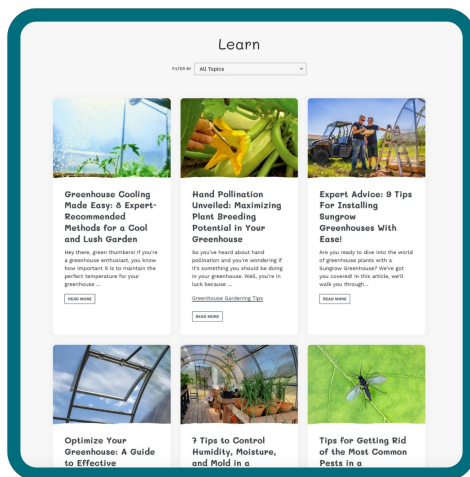 Learn
FILTER BY
All Topics
Greenhouse Cooling
Made Easy: 8 Expert-
Recommended
Methods for a Cool
and Lush Garden
Hey there, green thumbers! If you're
a greenhouse enthusiast, you know
how important it is to maintain the
perfect temperature for your
greenhouse ...
READ MORE
Hand Pollination
Unveiled: Maximizing
Plant Breeding
Potential in Your
Greenhouse
So you've heard about hand
pollination and you're wondering if
it's something you should be doing
in your greenhouse. Well, you're in
luck because ...
Greenhouse Gardening Tips
READ MORE
Expert Advice: 9 Tips
For Installing
Sungrow
Greenhouses With
Ease!
Are you ready to dive into the world
of greenhouse plants with a
Sungrow Greenhouse? We've got
you covered! In this article, we'll
walk you through...
READ MORE
Optimize Your
Greenhouse: A Guide
to Effective
7 Tips to Control
Humidity, Moisture,
and Mold in a
Tips for Getting Rid
of the Most Common
Pests in a